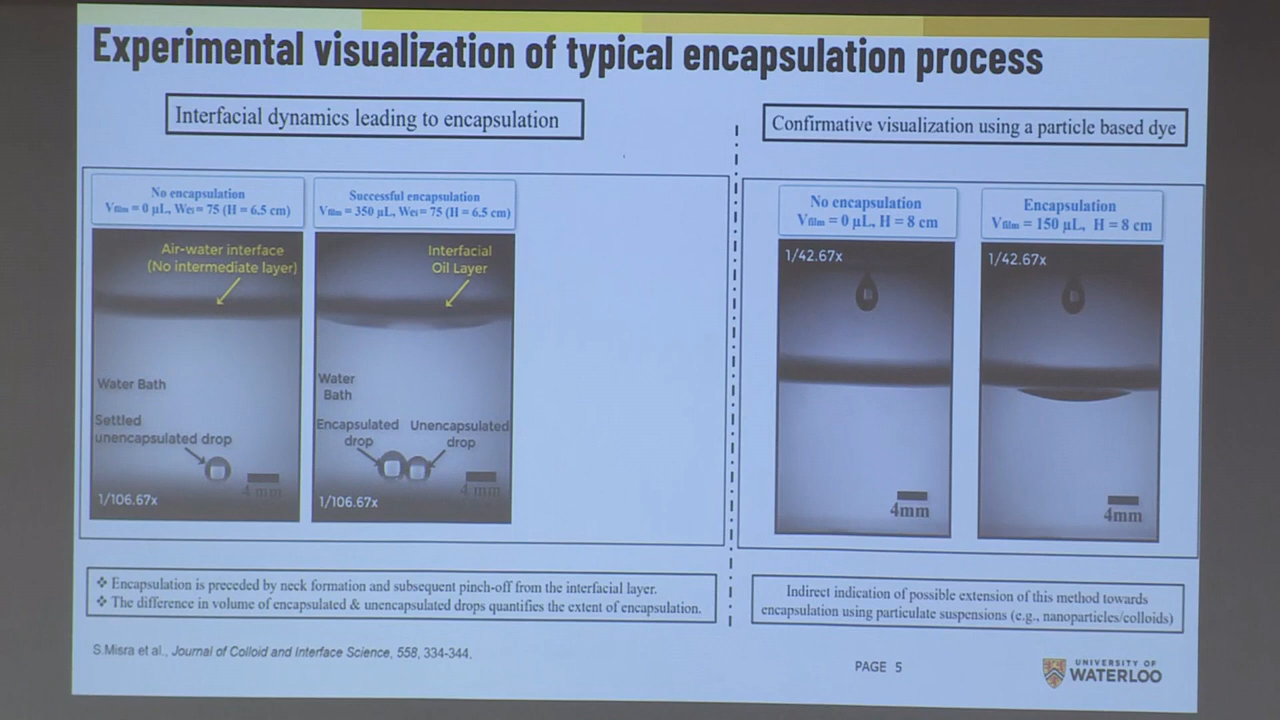 Experimental visualization of typical encapsulation process
Interfacial dynamics leading to encapsulation
No encapsulation
Vfilm = 0 µL, Wei = 75 (H = 6.5 cm)
Air-water interface
(No intermediate layer)
Water Bath
Settled
unencapsulated drop
4 mm
1/106.67x
Successful encapsulation
Vfilm = 350 µL, Wei = 75 (H = 6.5 cm)
Interfacial
Oil Layer
Water
Bath
Encapsulated
drop
Unencapsulated
drop
4 mm
1/106.67x
❖ Encapsulation is preceded by neck formation and subsequent pinch-off from the interfacial layer.
❖ The difference in volume of encapsulated & unencapsulated drops quantifies the extent of encapsulation.
Confirmative visualization using a particle based dye
No encapsulation
Vfilm = 0 µL, H = 8 cm
1/42.67x
4mm
Encapsulation
Vfilm = 150 µL, H = 8 cm
1/42.67x
4mm
Indirect indication of possible extension of this method towards
encapsulation using particulate suspensions (e.g., nanoparticles/colloids)
S.Misra et al., Journal of Colloid and Interface Science, 558, 334-344.
PAGE 5
UNIVERSITY OF
WATERLOO